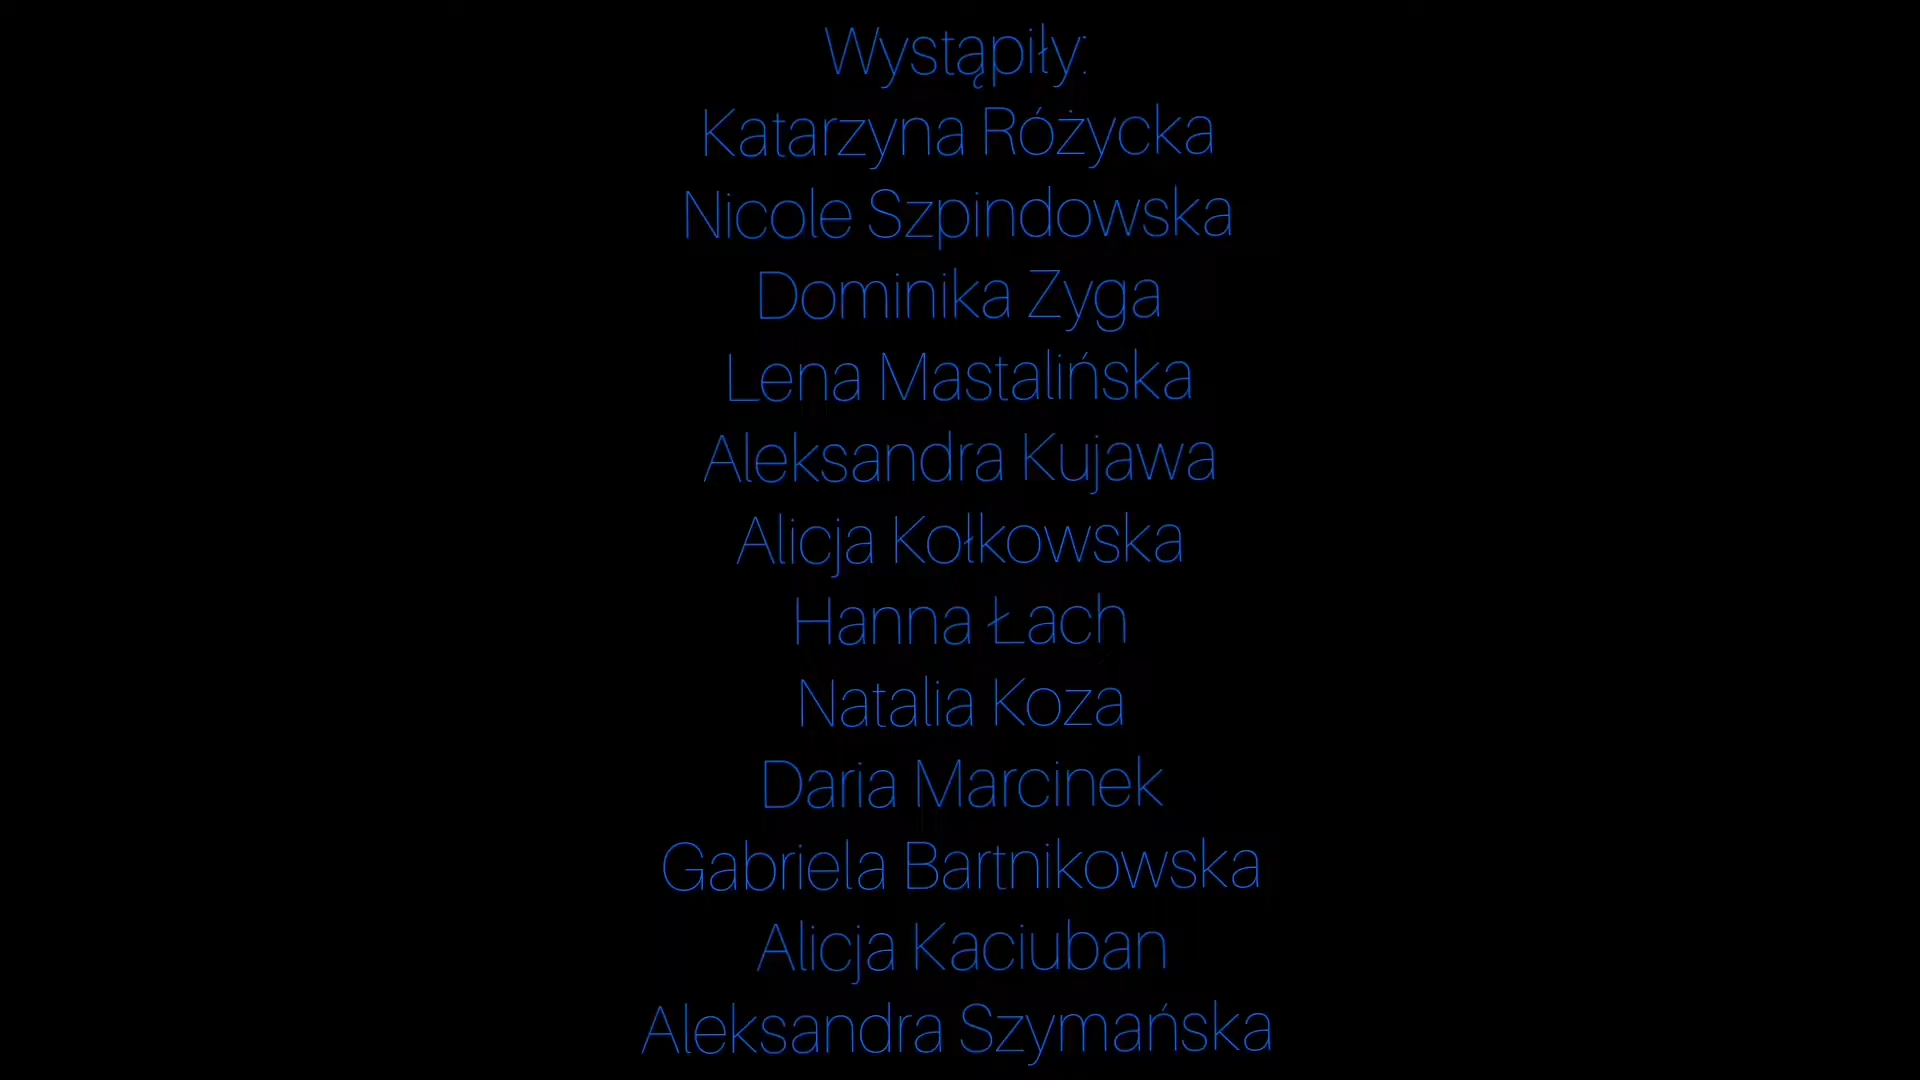 Wystąpiły:
Katarzyna Różycka
Nicole Szpindowska
Dominika Zyga
Lena Mastalińska
Aleksandra Kujawa
Alicja Kołkowska
Hanna Łach
Natalia Koza
Daria Marcinek
Gabriela Bartnikowska
Alicja Kaciuban
Aleksandra Szymańska